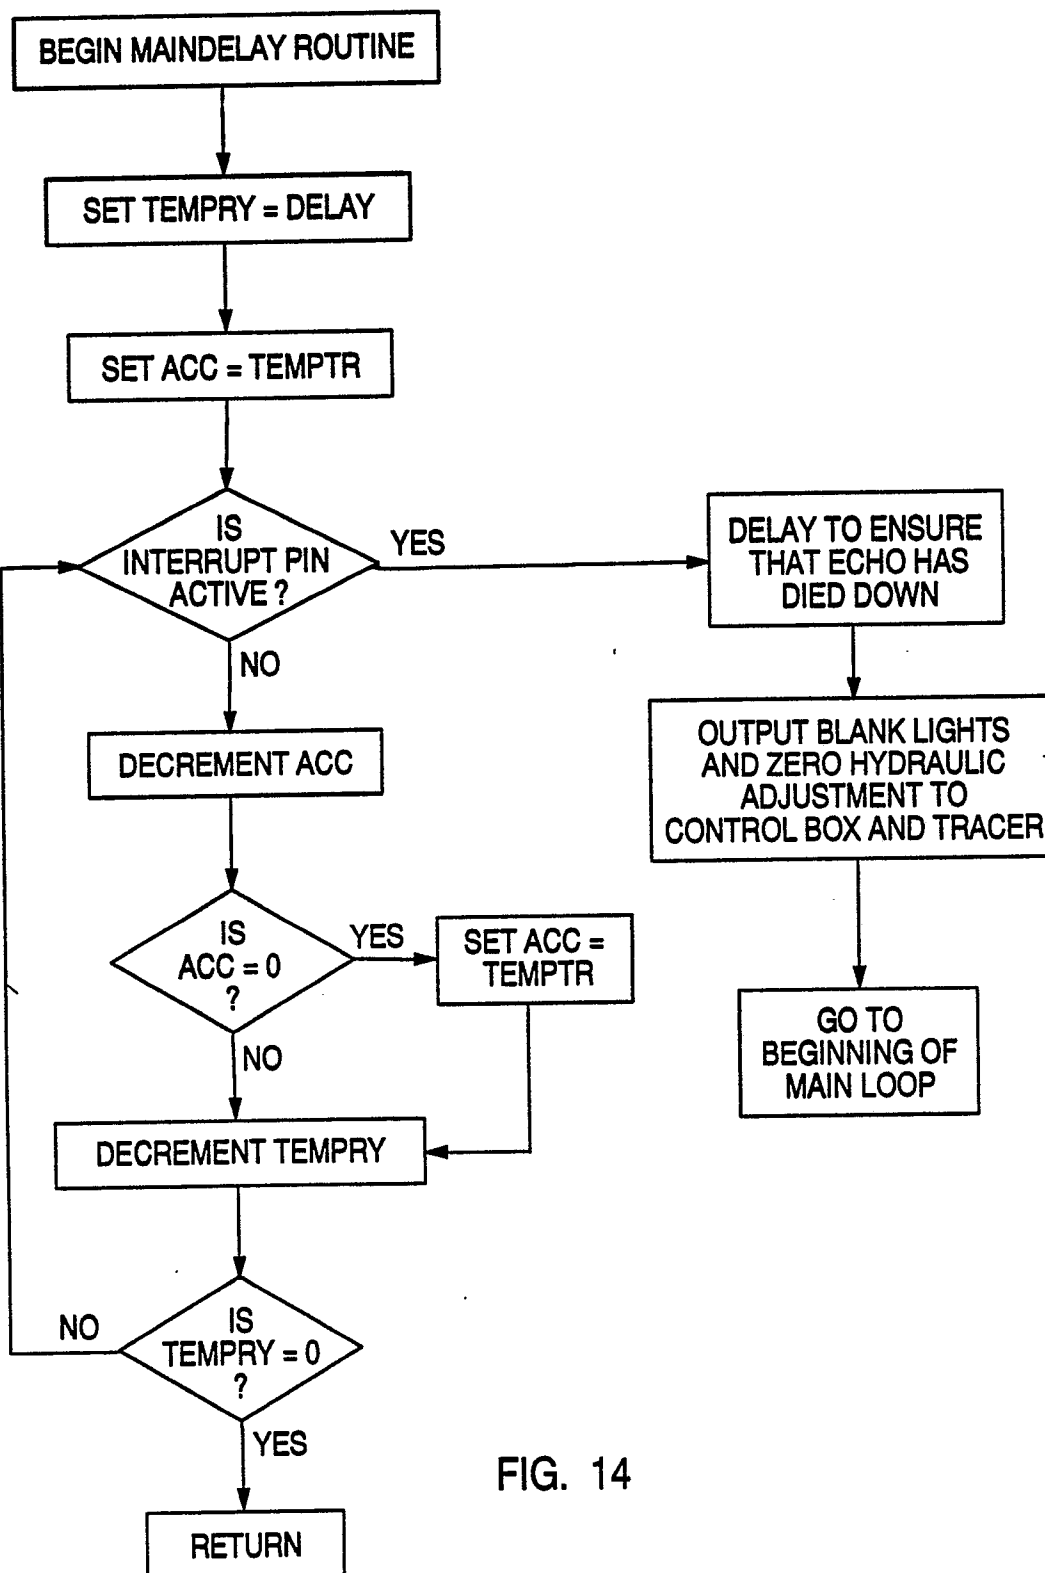 BEGIN MAINDELAY ROUTINE
SET TEMPRY = DELAY
SET ACC = TEMPTR
IS
INTERRUPT PIN
ACTIVE ?
YES
NO
DELAY TO ENSURE
THAT ECHO HAS
DIED DOWN
OUTPUT BLANK LIGHTS
AND ZERO HYDRAULIC
ADJUSTMENT TO
CONTROL BOX AND TRACER
GO TO
BEGINNING OF
MAIN LOOP
DECREMENT ACC
IS
ACC = 0
?
YES
SET ACC =
TEMPTR
NO
DECREMENT TEMPRY
IS
TEMPRY = 0
?
NO
YES
RETURN
FIG. 14